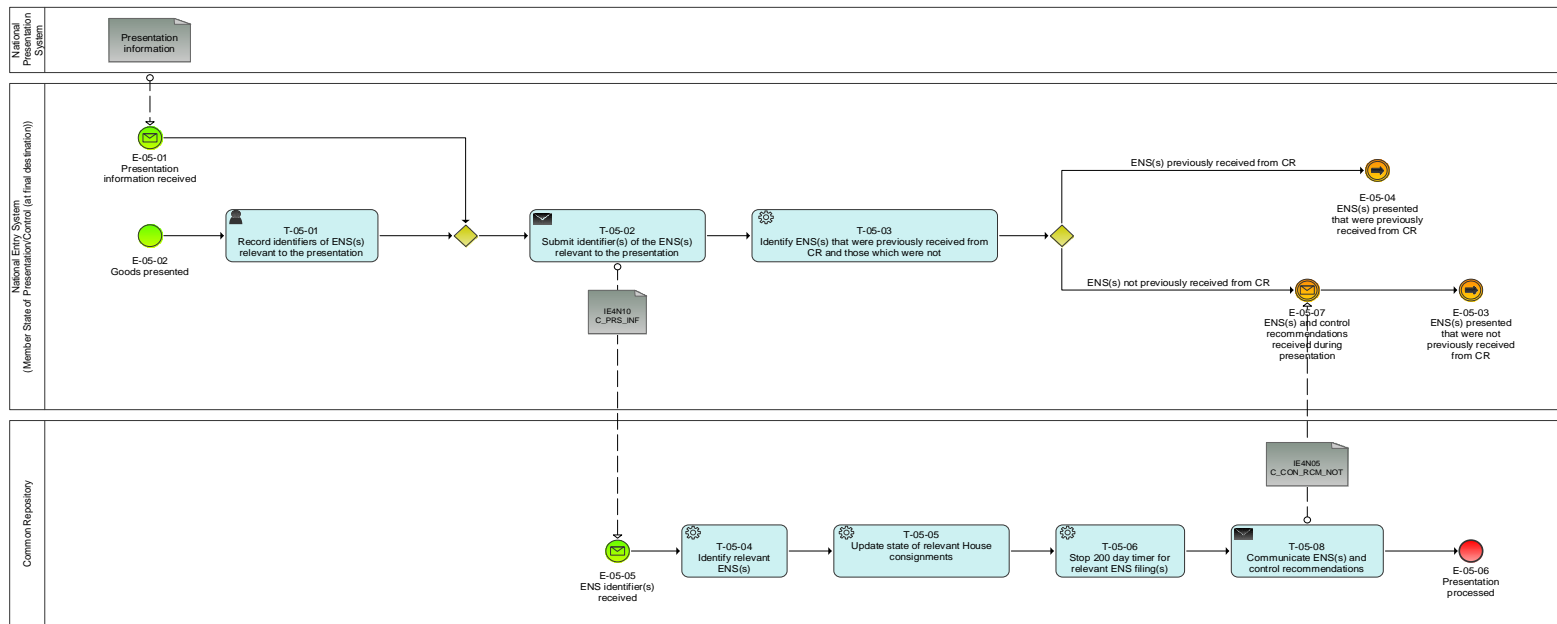 National
Presentation
System
Presentation
information
National Entry System
(Member State of Presentation/Control (at final destination))
E-05-01
Presentation
information received
E-05-02
Goods presented
T-05-01
Record identifiers of ENS(s)
relevant to the presentation
T-05-02
Submit identifier(s) of the ENS(s)
relevant to the presentation
T-05-03
Identify ENS(s) that were previously received from
CR and those which were not
ENS(s) previously received from CR
E-05-04
ENS(s) presented
that were previously
received from CR
ENS(s) not previously received from CR
E-05-07
ENS(s) and control
recommendations
received during
presentation
E-05-03
ENS(s) presented
that were not
previously received
from CR
IE4N10
C_PRS_INF
Common Repository
IE4N05
C_CON_RCM_NOT
E-05-05
ENS identifier(s)
received
T-05-04
Identify relevant
ENS(s)
T-05-05
Update state of relevant House
consignments
T-05-06
Stop 200 day timer for
relevant ENS filing(s)
T-05-08
Communicate ENS(s) and
control recommendations
E-05-06
Presentation
processed